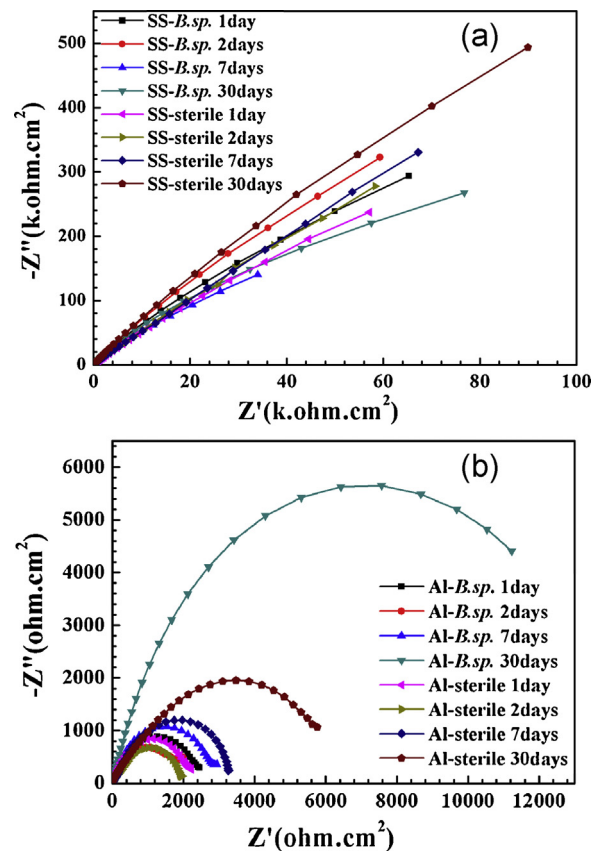 (a)
SS-B.sp. 1day
SS-B.sp. 2days
SS-B.sp. 7days
SS-B.sp. 30days
SS-sterile 1day
SS-sterile 2days
SS-sterile 7days
SS-sterile 30days
-Z"(k.ohm.cm²)
500
400
300
200
100
0
0 20 40 60 80 100
Z'(k.ohm.cm²)
(b)
-Z"(ohm.cm²)
6000
5000
4000
3000
2000
1000
0
Al-B.sp. 1day
Al-B.sp. 2days
Al-B.sp. 7days
Al-B.sp. 30days
Al-sterile 1day
Al-sterile 2days
Al-sterile 7days
Al-sterile 30days
0 2000 4000 6000 8000 10000 12000
Z'(ohm.cm²)